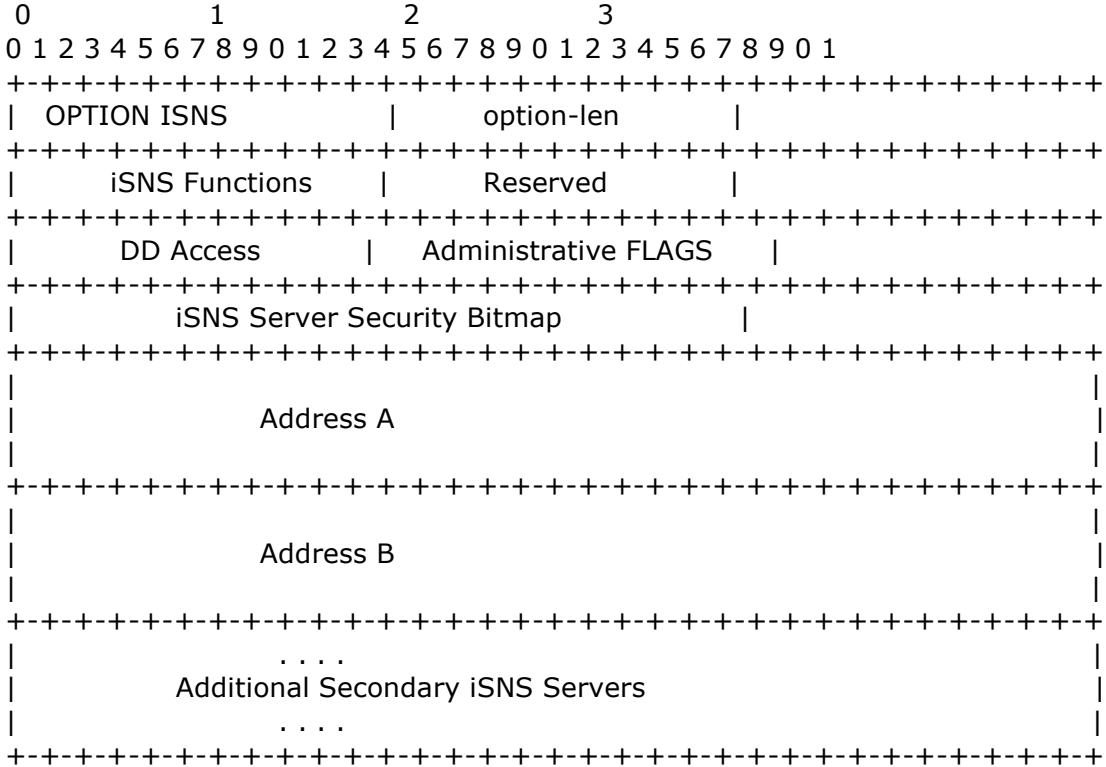 0 1 2 3
0 1 2 3 4 5 6 7 8 9 0 1 2 3 4 5 6 7 8 9 0 1 2 3 4 5 6 7 8 9 0 1
+-+-+-+-+-+-+-+-+-+-+-+-+-+-+-+-+-+-+-+-+-+-+-+-+-+-+-+-+-+-+-+-+
| OPTION ISNS | option-len |
+-+-+-+-+-+-+-+-+-+-+-+-+-+-+-+-+-+-+-+-+-+-+-+-+-+-+-+-+-+-+-+-+
| iSNS Functions | Reserved |
+-+-+-+-+-+-+-+-+-+-+-+-+-+-+-+-+-+-+-+-+-+-+-+-+-+-+-+-+-+-+-+-+
| DD Access | Administrative FLAGS |
+-+-+-+-+-+-+-+-+-+-+-+-+-+-+-+-+-+-+-+-+-+-+-+-+-+-+-+-+-+-+-+-+
| iSNS Server Security Bitmap |
+-+-+-+-+-+-+-+-+-+-+-+-+-+-+-+-+-+-+-+-+-+-+-+-+-+-+-+-+-+-+-+-+
| |
| Address A |
| |
+-+-+-+-+-+-+-+-+-+-+-+-+-+-+-+-+-+-+-+-+-+-+-+-+-+-+-+-+-+-+-+-+
| |
| Address B |
| |
+-+-+-+-+-+-+-+-+-+-+-+-+-+-+-+-+-+-+-+-+-+-+-+-+-+-+-+-+-+-+-+-+
| . . . . |
| Additional Secondary iSNS Servers |
| . . . . |
+-+-+-+-+-+-+-+-+-+-+-+-+-+-+-+-+-+-+-+-+-+-+-+-+-+-+-+-+-+-+-+-+